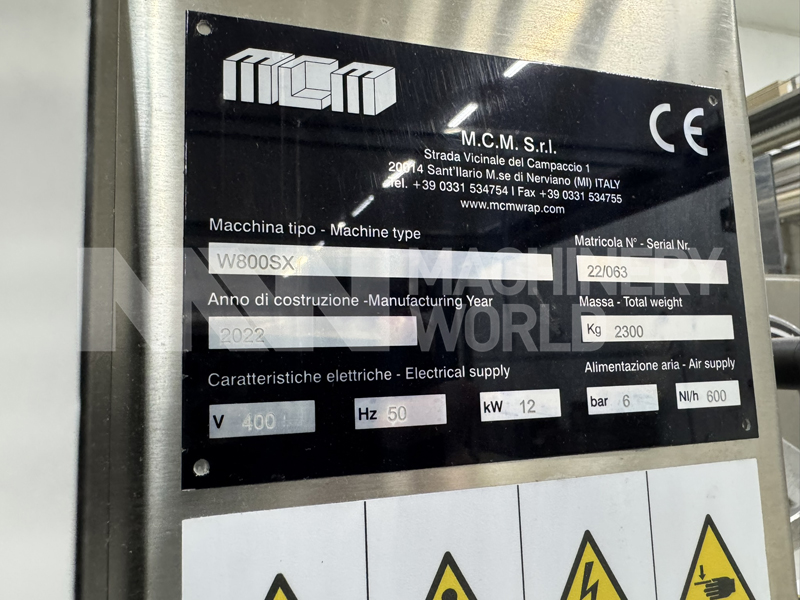 mcm
CE
M.C.M. S.r.l.
Strada Vicinale del Campaccio 1
20014 Sant'Ilario M.se di Nerviano (MI) ITALY
Tel. +39 0331 534754 I Fax +39 0331 534755
www.mcmwrap.com
Macchina tipo - Machine type
W800SX
Matricola N° - Serial Nr.
22/063
Anno di costruzione -Manufacturing Year
2022
Massa - Total weight
Kg 2300
Caratteristiche elettriche - Electrical supply
V 400
Hz 50
kW 12
Alimentazione aria - Air supply
bar 6
Nl/h 600
MACHINERY
WORLD